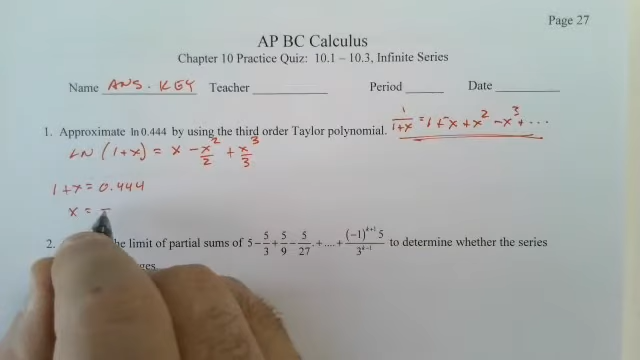 Page 27
AP BC Calculus
Chapter 10 Practice Quiz: 10.1 – 10.3, Infinite Series
Name ANS. KEY Teacher Period Date
1. Approximate ln 0.444 by using the third order Taylor polynomial. 1/(1+x) = 1 - x + x² - x³ + ...
LN (1+x) = x - x²/2 + x³/3
1+x = 0.444
x = -
2. the limit of partial sums of 5 - 5/3 + 5/9 - 5/27 + .... + (-1)^(k+1) 5 / 3^(k-1) to determine whether the series